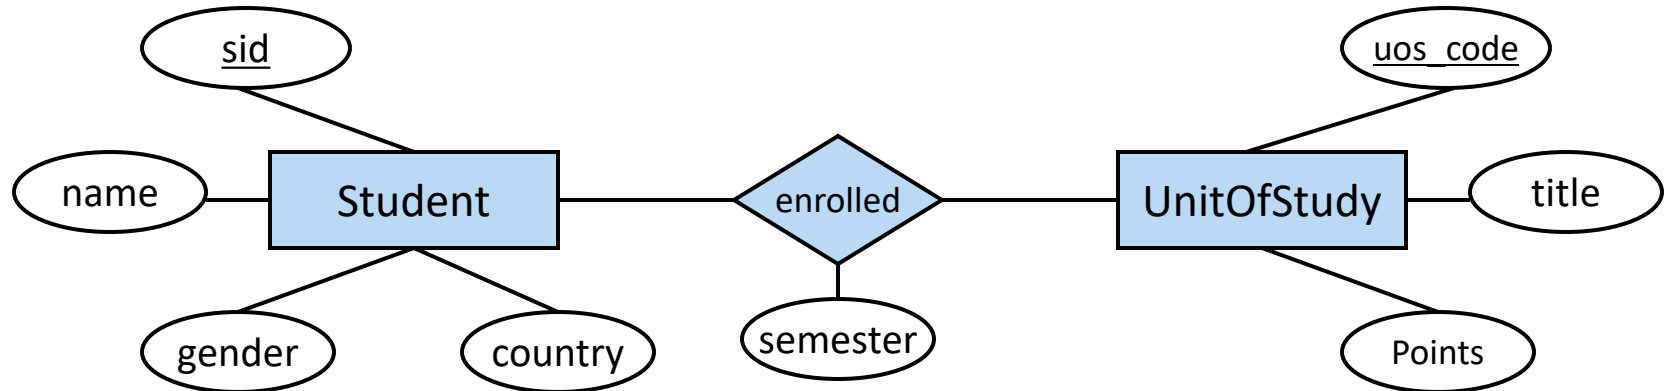 sid
uos_code
name
Student
enrolled
UnitOfStudy
title
gender
country
semester
Points